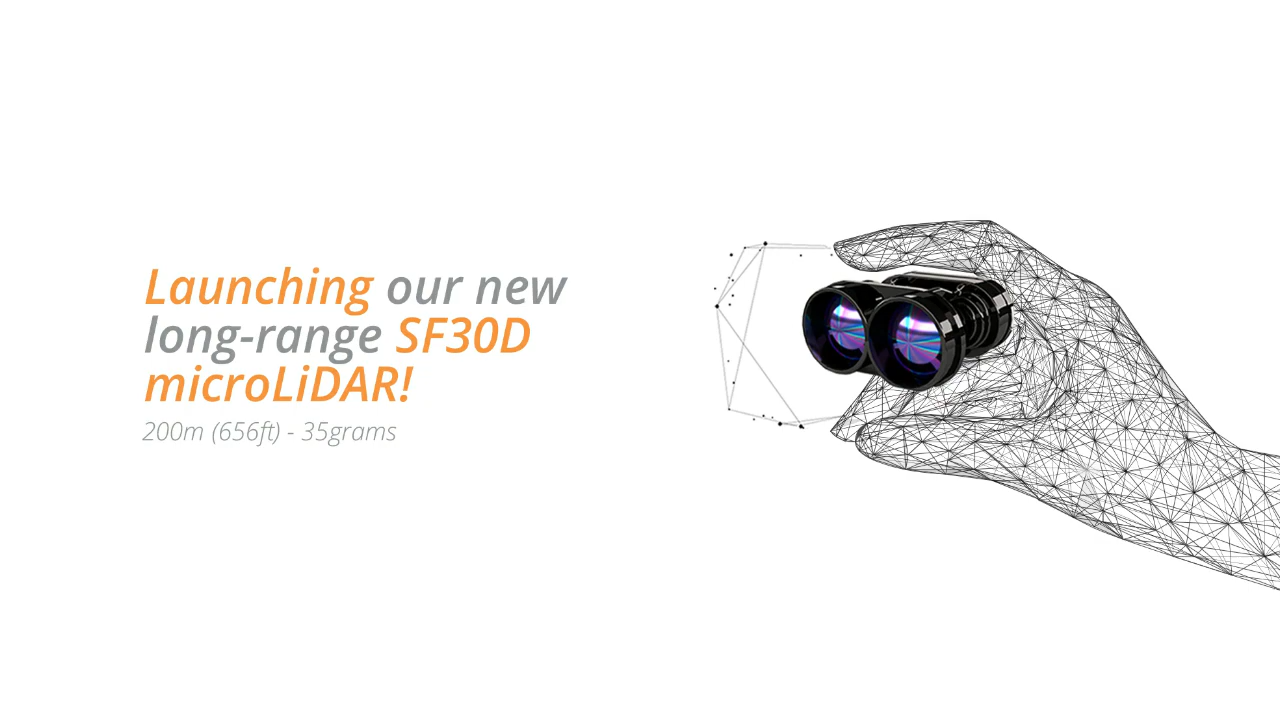 Launching our new
long-range SF30D
microLiDAR!
200m (656ft) - 35grams